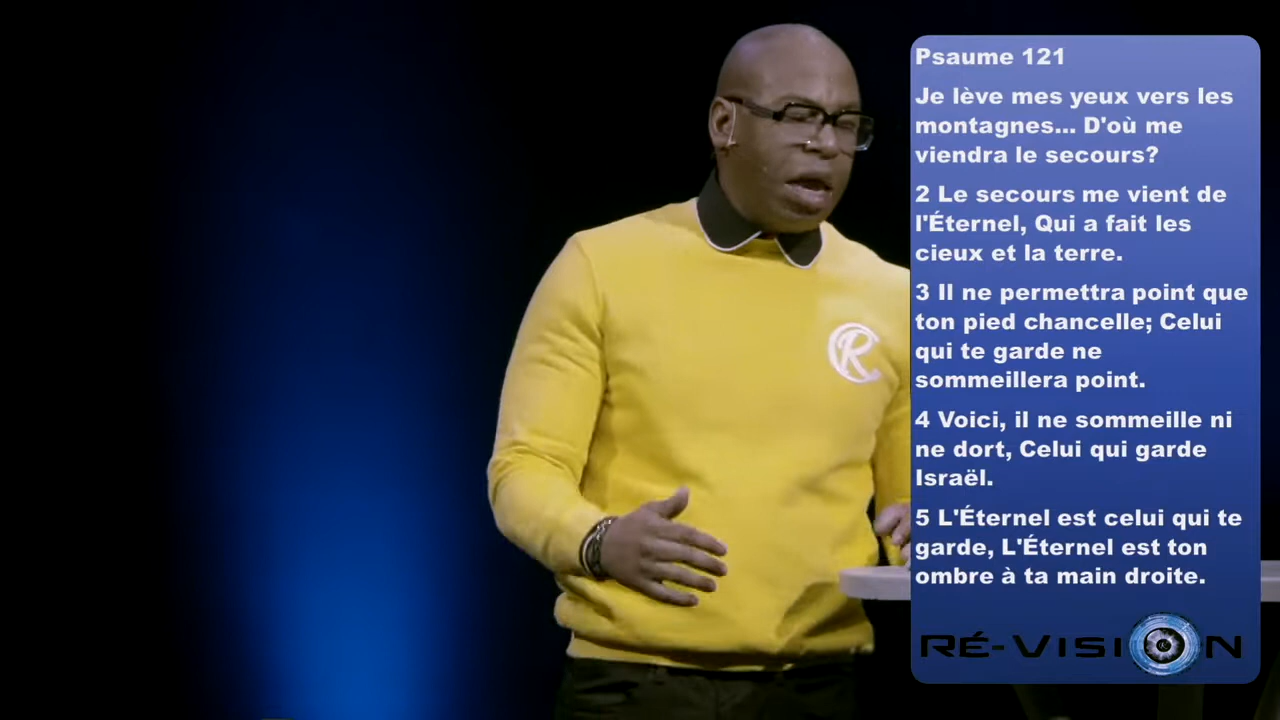 Psaume 121
Je lève mes yeux vers les
montagnes... D'où me
viendra le secours?
2 Le secours me vient de
l'Éternel, Qui a fait les
cieux et la terre.
3 Il ne permettra point que
ton pied chancelle; Celui
qui te garde ne
sommeillera point.
4 Voici, il ne sommeille ni
ne dort, Celui qui garde
Israël.
5 L'Éternel est celui qui te
garde, L'Éternel est ton
ombre à ta main droite.
RÉ-VISION
RC